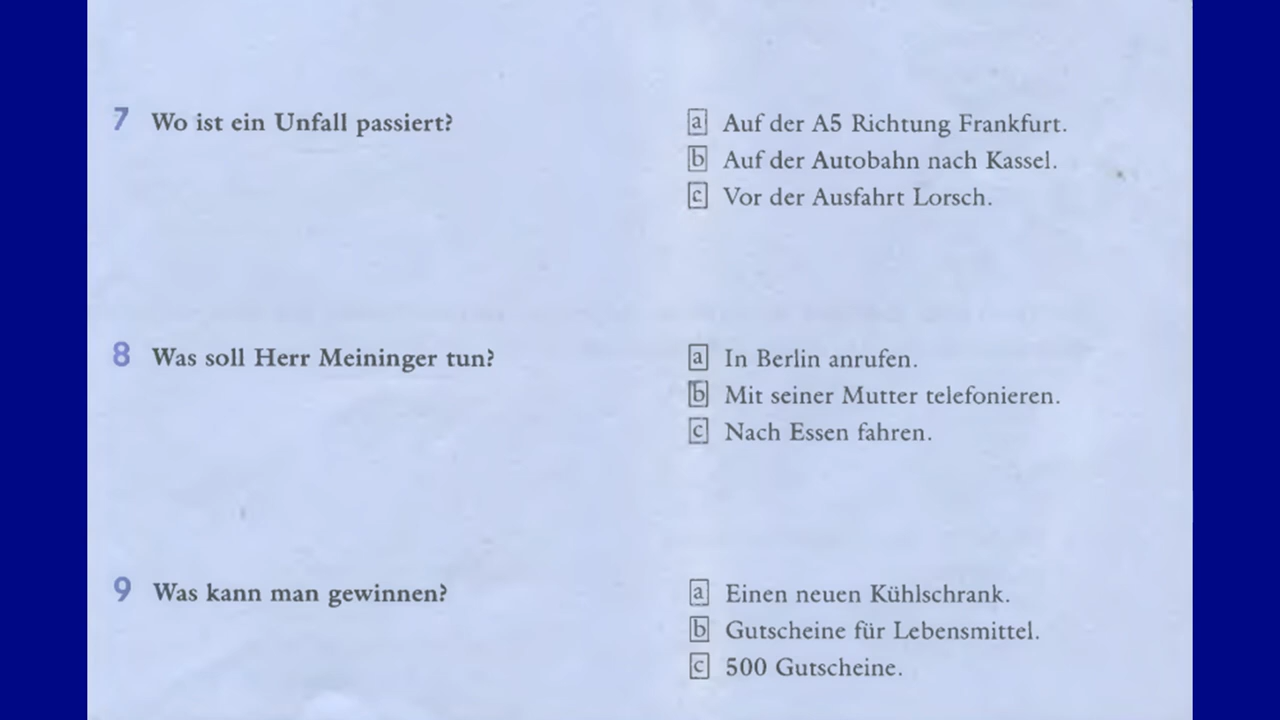 7 Wo ist ein Unfall passiert?
a Auf der A5 Richtung Frankfurt.
b Auf der Autobahn nach Kassel.
c Vor der Ausfahrt Lorsch.
8 Was soll Herr Meininger tun?
a In Berlin anrufen.
b Mit seiner Mutter telefonieren.
c Nach Essen fahren.
9 Was kann man gewinnen?
a Einen neuen Kühlschrank.
b Gutscheine für Lebensmittel.
c 500 Gutscheine.